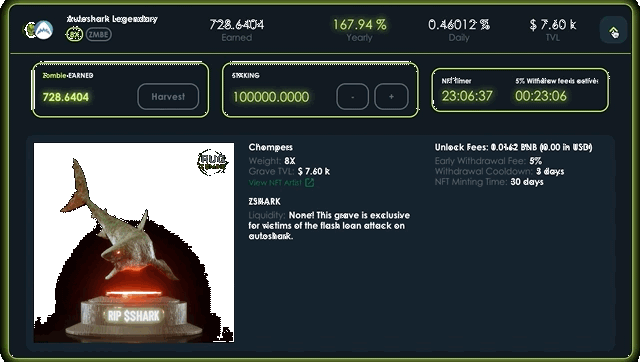 Autoshark Legendary
8X ZMBE
728.6404
Earned
167.94 %
Yearly
0.46012 %
Daily
$ 7.60 k
TVL
Zombie EARNED
728.6404
Harvest
STAKING
100000.0000
-
+
NFT Timer
23:06:37
5% Withdraw fee is active
00:23:06
RIP $SHARK
Chompers
Weight: 8X
Grave TVL: $ 7.60 k
View NFT Artist
ZSHARK
Liquidity: None! This grave is exclusive
for victims of the flash loan attack on
autoshark.
Unlock Fees: 0.0162 BNB (0.00 in USD)
Early Withdrawal Fee: 5%
Withdrawal Cooldown: 3 days
NFT Minting Time: 30 days